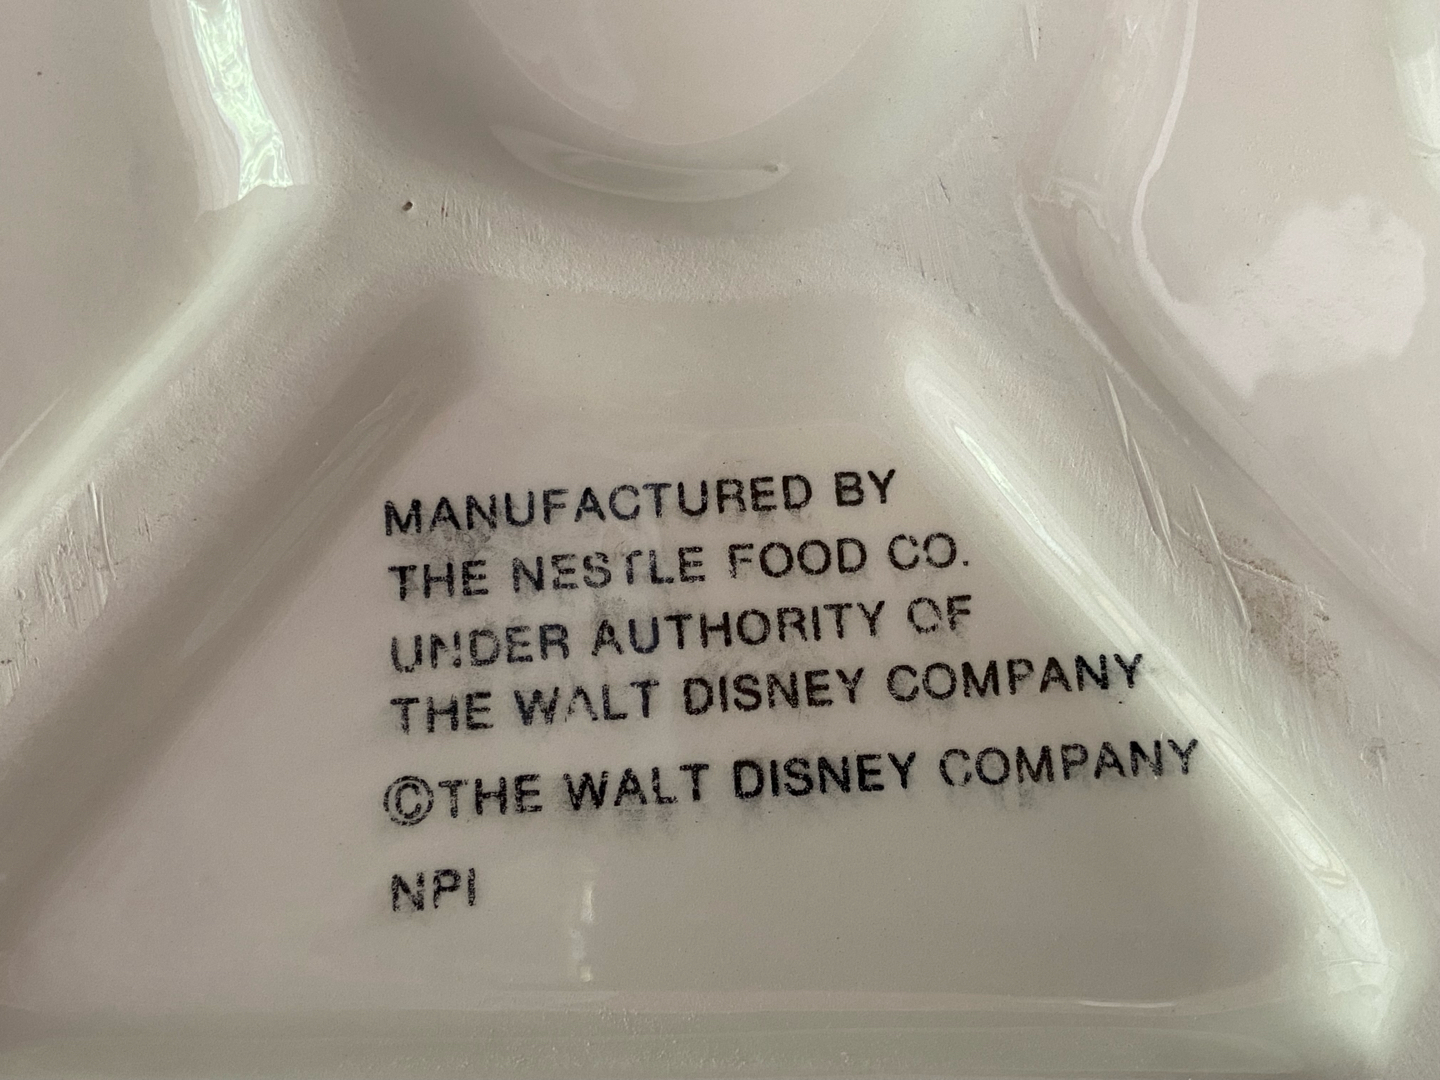 MANUFACTURED BY
THE NESTLE FOOD CO.
UNDER AUTHORITY OF
THE WALT DISNEY COMPANY
©THE WALT DISNEY COMPANY
NPI